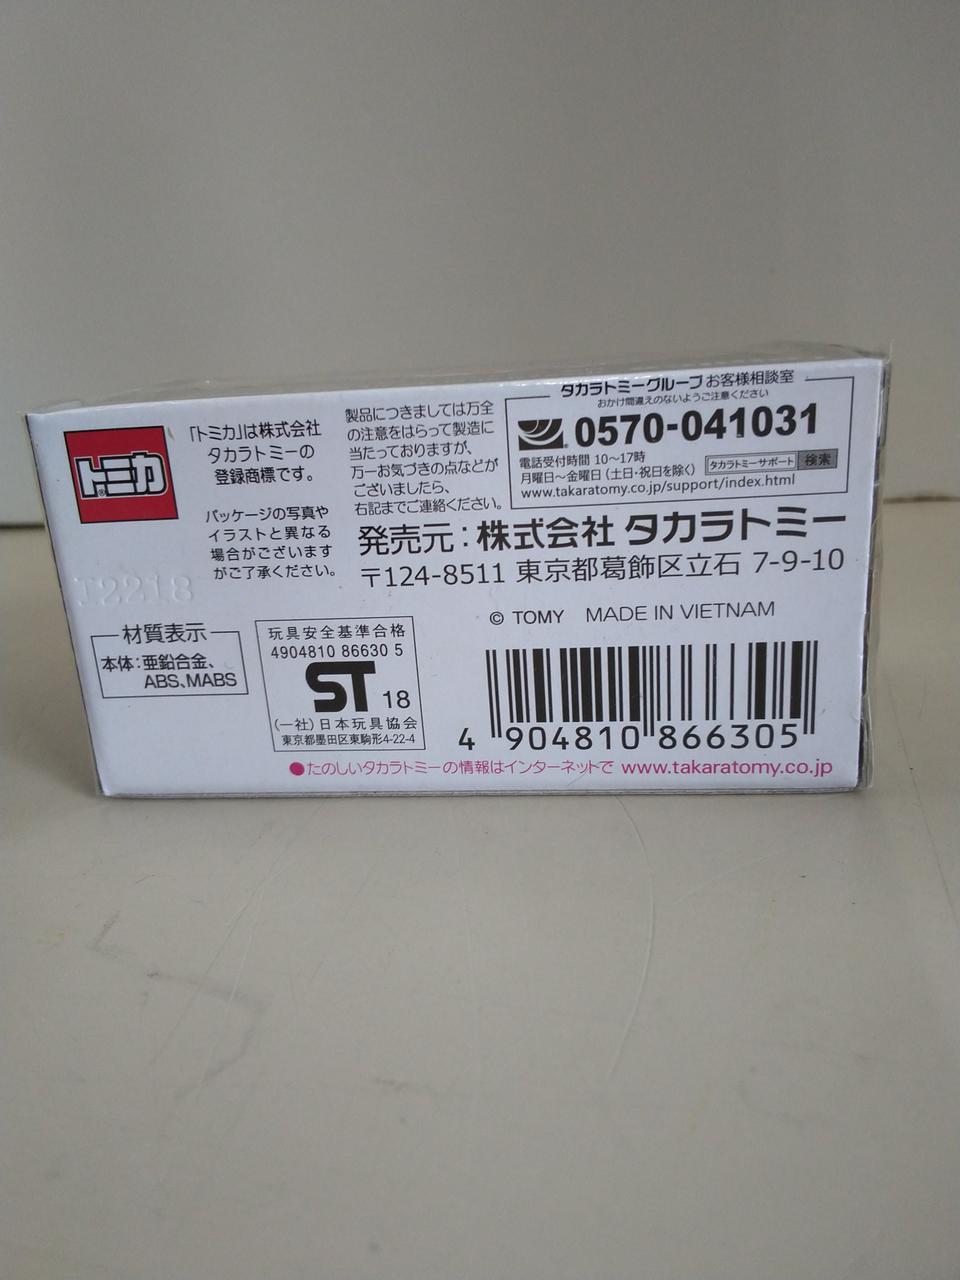 トミカ
®
「トミカ」は株式会社
タカラトミーの
登録商標です。
パッケージの写真や
イラストと異なる
場合がございます
がご了承ください。
製品につきましては万全
の注意をはらって製造に
当たっておりますが、
万一お気づきの点などが
ございましたら、
右記までご連絡ください。
タカラトミーグループ お客様相談室
おかけ間違えのないようご注意ください
0570-041031
電話受付時間 10～17時
月曜日～金曜日(土日・祝日を除く)
タカラトミーサポート 検索
www.takaratomy.co.jp/support/index.html
発売元：株式会社 タカラトミー
〒124-8511 東京都葛飾区立石 7-9-10
© TOMY MADE IN VIETNAM
T2218
材質表示
本体：亜鉛合金、
ABS、MABS
玩具安全基準合格
4904810 86630 5
ST 18
(一社)日本玩具協会
東京都墨田区東駒形4-22-4
4 904810 866305
●たのしいタカラトミーの情報はインターネットで www.takaratomy.co.jp